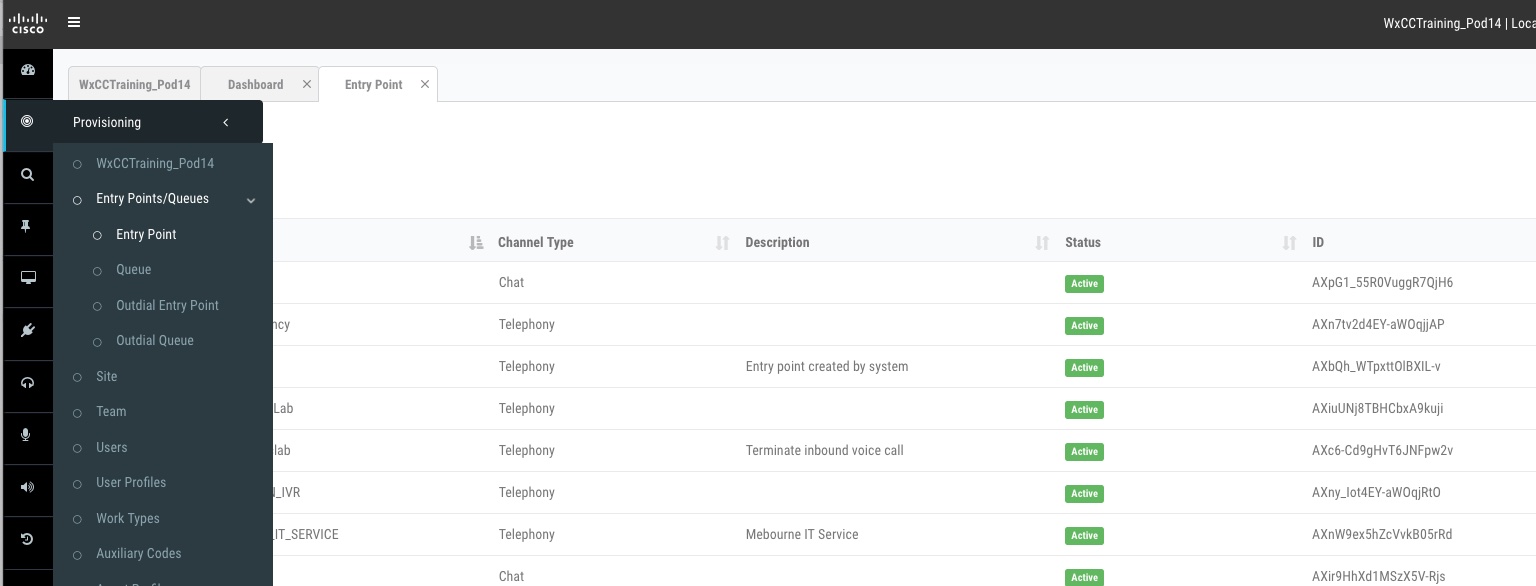 CISCO
WxCCTraining_Pod14 | Loca
WxCCTraining_Pod14 Dashboard Entry Point
Provisioning
WxCCTraining_Pod14
Entry Points/Queues
Entry Point
Queue
Outdial Entry Point
Outdial Queue
Site
Team
Users
User Profiles
Work Types
Auxiliary Codes
Channel Type Description Status ID
Chat Active AXpG1_55R0VuggR7QjH6
ncy Telephony Active AXn7tv2d4EY-aWOqjjAP
Telephony Entry point created by system Active AXbQh_WTpxttOlBXIL-v
Lab Telephony Active AXiuUNj8TBHCbxA9kuji
lab Telephony Terminate inbound voice call Active AXc6-Cd9gHvT6JNFpw2v
_IVR Telephony Active AXny_Iot4EY-aWOqjRtO
_IT_SERVICE Telephony Mebourne IT Service Active AXnW9ex5hZcVvkB05rRd
Chat Active AXir9HhXd1MSzX5V-Rjs